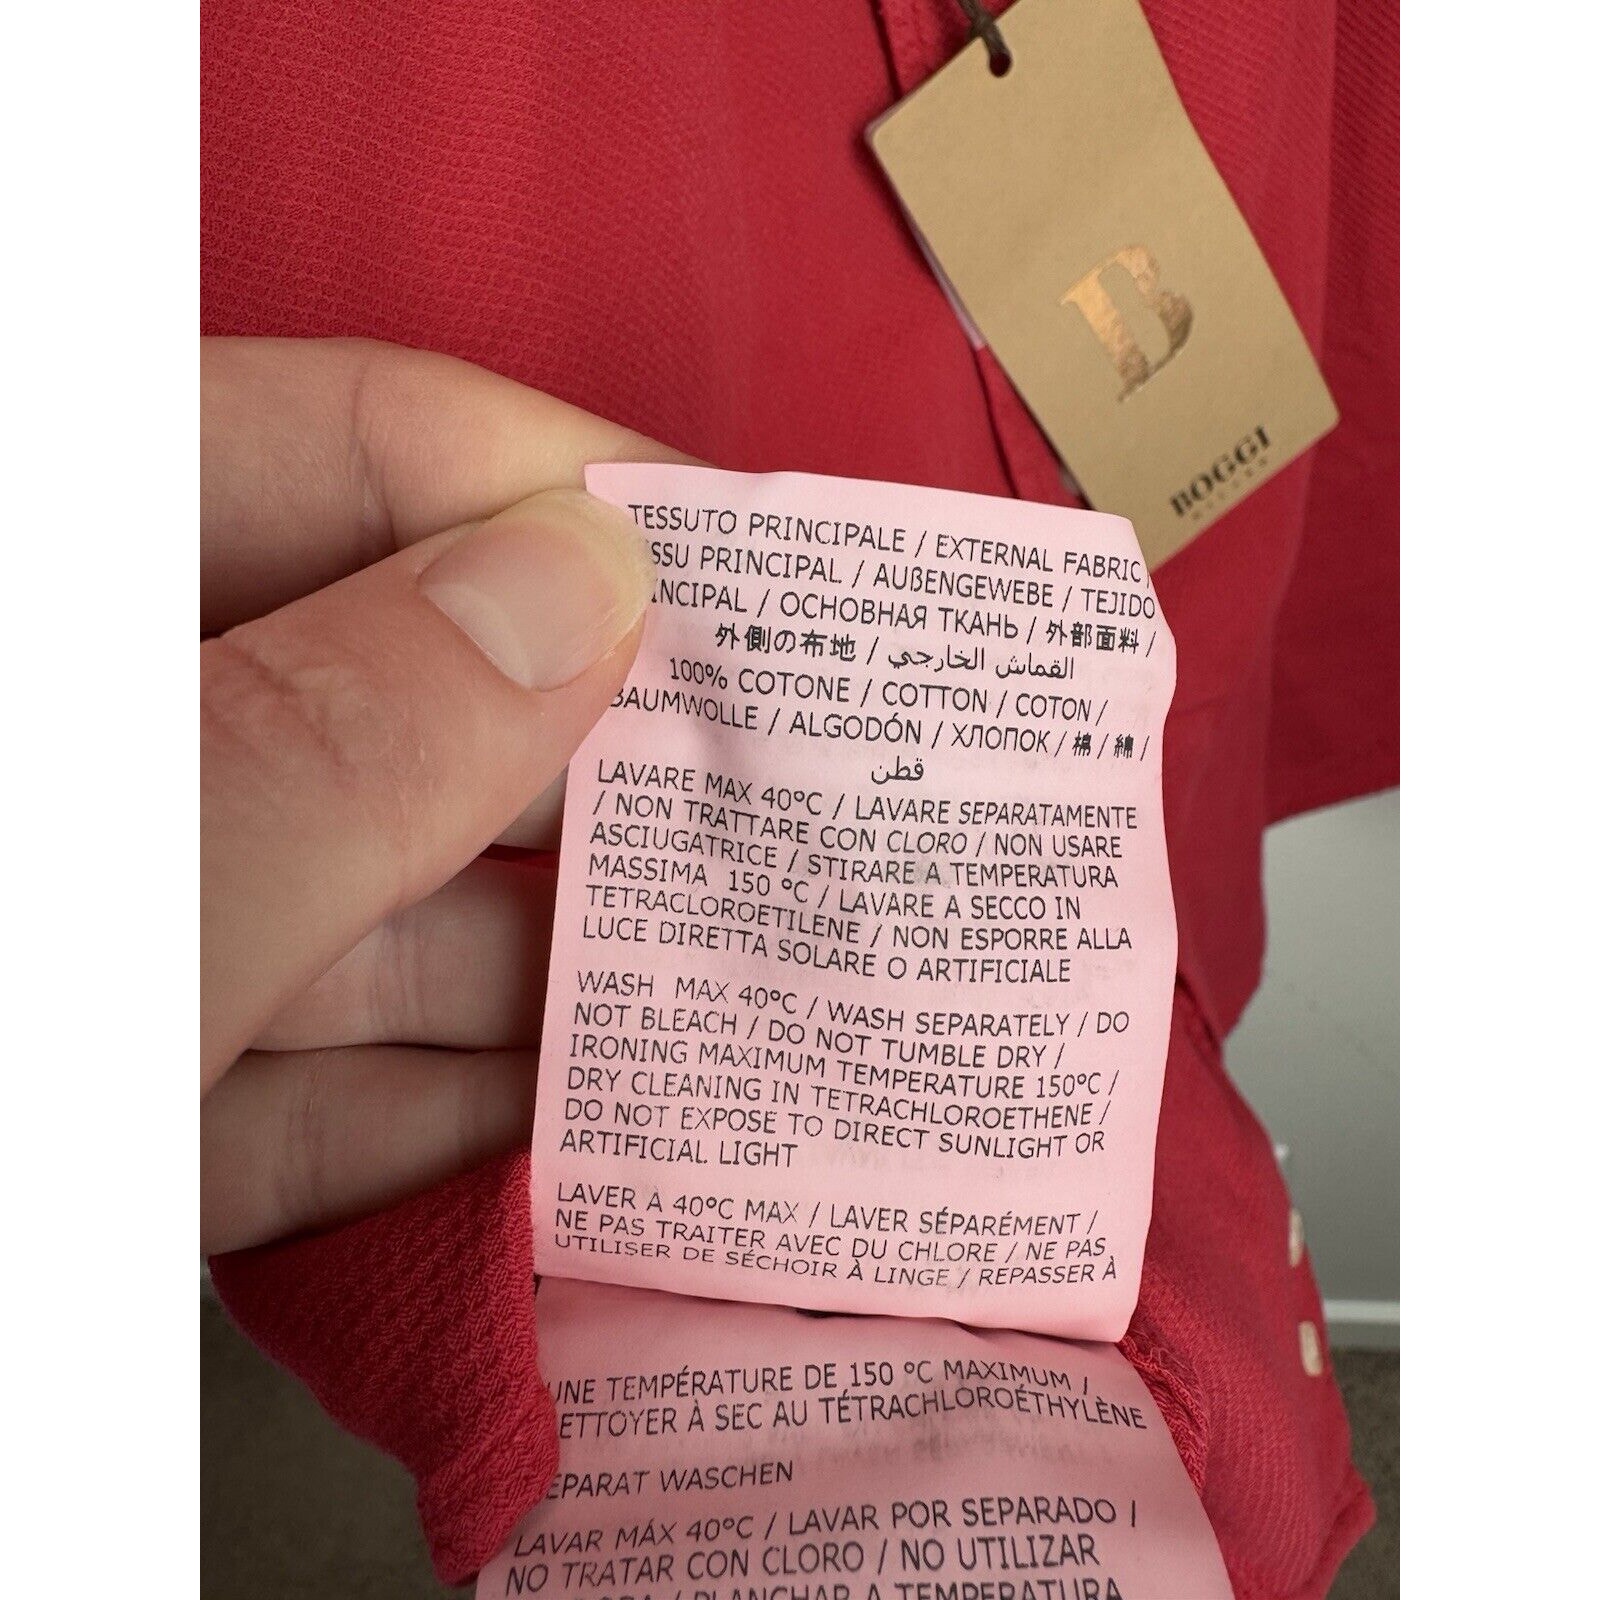 B
BOGGI
TESSUTO PRINCIPALE / EXTERNAL FABRIC /
PRINCIPAL / AUßENGEWEBE / TEJIDO
/ ОСНОВНАЯ ТКАНЬ / 外部面料 /
外側の布地 / القماش الخارجي
100% COTONE / COTTON / COTON /
BAUMWOLLE / ALGODÓN / ХЛОПОК / 棉 / 綿 /
قطن
LAVARE MAX 40°C / LAVARE SEPARATAMENTE
/ NON TRATTARE CON CLORO / NON USARE
ASCIUGATRICE / STIRARE A TEMPERATURA
MASSIMA 150 °C / LAVARE A SECCO IN
TETRACLOROETILENE / NON ESPORRE ALLA
LUCE DIRETTA SOLARE O ARTIFICIALE
WASH MAX 40°C / WASH SEPARATELY / DO
NOT BLEACH / DO NOT TUMBLE DRY /
IRONING MAXIMUM TEMPERATURE 150°C /
DRY CLEANING IN TETRACHLOROETHENE /
DO NOT EXPOSE TO DIRECT SUNLIGHT OR
ARTIFICIAL LIGHT
LAVER À 40°C MAX / LAVER SÉPARÉMENT /
NE PAS TRAITER AVEC DU CHLORE / NE PAS
UTILISER DE SÉCHOIR À LINGE / REPASSER À
UNE TEMPÉRATURE DE 150 °C MAXIMUM /
ETTOYER À SEC AU TÉTRACHLOROÉTHYLÈNE
EPARAT WASCHEN
LAVAR MÁX 40°C / LAVAR POR SEPARADO /
NO TRATAR CON CLORO / NO UTILIZAR
/ PLANCHAR A TEMPERATURA